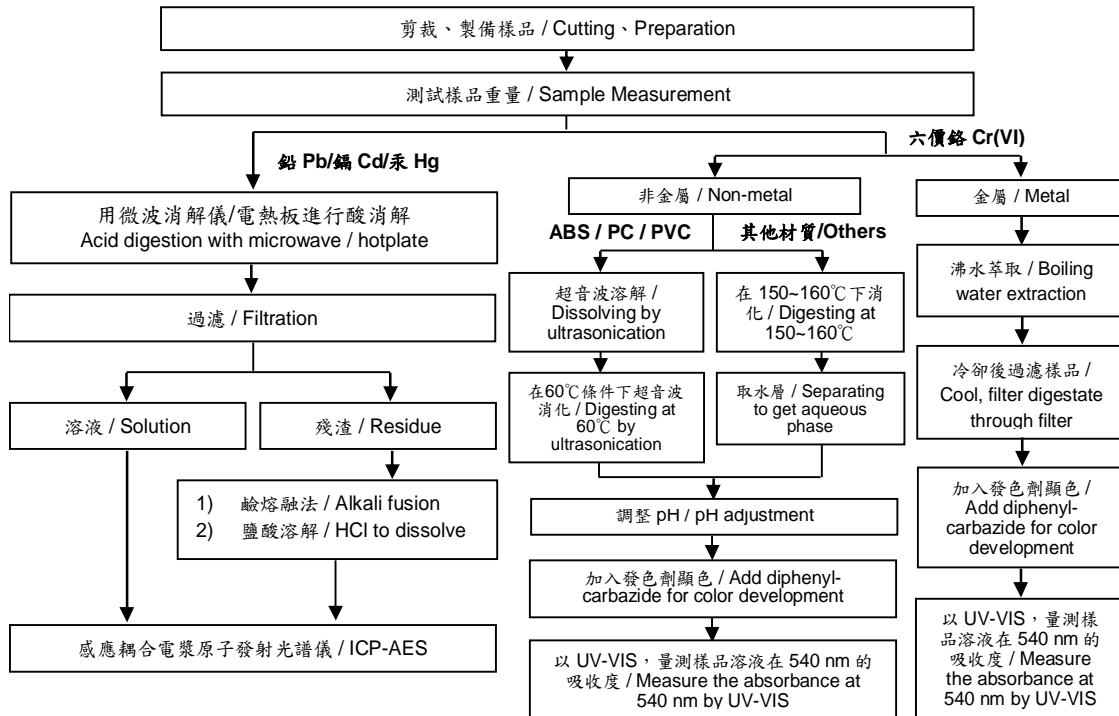 剪裁、製備樣品 / Cutting、Preparation
測試樣品重量 / Sample Measurement
鉛 Pb/鎘 Cd/汞 Hg
六價鉻 Cr(VI)
用微波消解儀/電熱板進行酸消解
Acid digestion with microwave / hotplate
過濾 / Filtration
溶液 / Solution
殘渣 / Residue
1) 鹼熔融法 / Alkali fusion
2) 鹽酸溶解 / HCl to dissolve
感應耦合電漿原子發射光譜儀 / ICP-AES
非金屬 / Non-metal
ABS / PC / PVC
其他材質/Others
超音波溶解 /
Dissolving by
ultrasonication
在 150~160℃下消
化 / Digesting at
150~160℃
在60℃條件下超音波
消化 / Digesting at
60℃ by
ultrasonication
取水層 / Separating
to get aqueous
phase
調整 pH / pH adjustment
加入發色劑顯色 / Add diphenyl-
carbazide for color development
以 UV-VIS，量測樣品溶液在 540 nm 的
吸收度 / Measure the absorbance at
540 nm by UV-VIS
金屬 / Metal
沸水萃取 / Boiling
water extraction
冷卻後過濾樣品 /
Cool, filter digestate
through filter
加入發色劑顯色 /
Add diphenyl-
carbazide for color
development
以 UV-VIS，量測樣
品溶液在 540 nm 的
吸收度 / Measure
the absorbance at
540 nm by UV-VIS